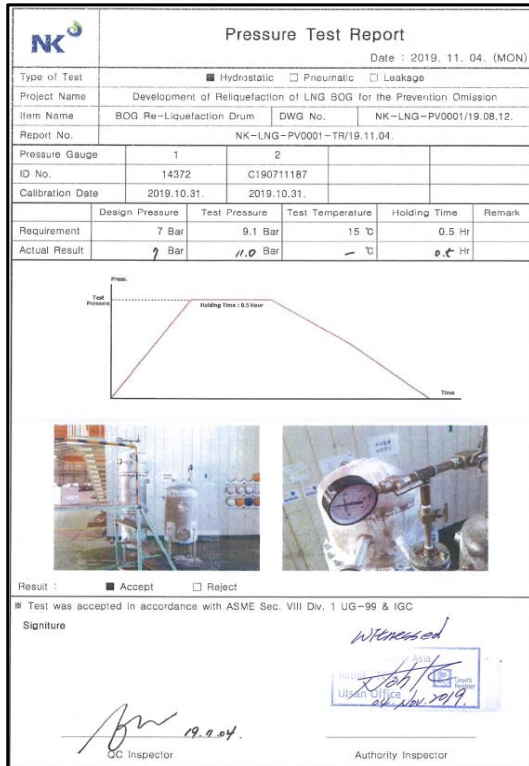 NK
Pressure Test Report
Date : 2019. 11. 04. (MON)
Type of Test ■ Hydrostatic □ Pneumatic □ Leakage
Project Name Development of Reliquefaction of LNG BOG for the Prevention Omission
Item Name BOG Re-Liquefaction Drum DWG No. NK-LNG-PV0001/19.08.12.
Report No. NK-LNG-PV0001-TR/19.11.04.
Pressure Gauge 1 2
ID No. 14372 C190711187
Calibration Date 2019.10.31. 2019.10.31.
Design Pressure Test Pressure Test Temperature Holding Time Remark
Requirement 7 Bar 9.1 Bar 15 ℃ 0.5 Hr
Actual Result 7 Bar 11.0 Bar - ℃ 0.5 Hr
Press.
Test Pressure
Holding Time : 0.5 Hour
Time
Result : ■ Accept □ Reject
※ Test was accepted in accordance with ASME Sec. VIII Div. 1 UG-99 & IGC
Signiture
Witnessed
Asia
Ulsan Office
Lloyd's Register
04. Nov. 2019.
QC Inspector
Authority Inspector